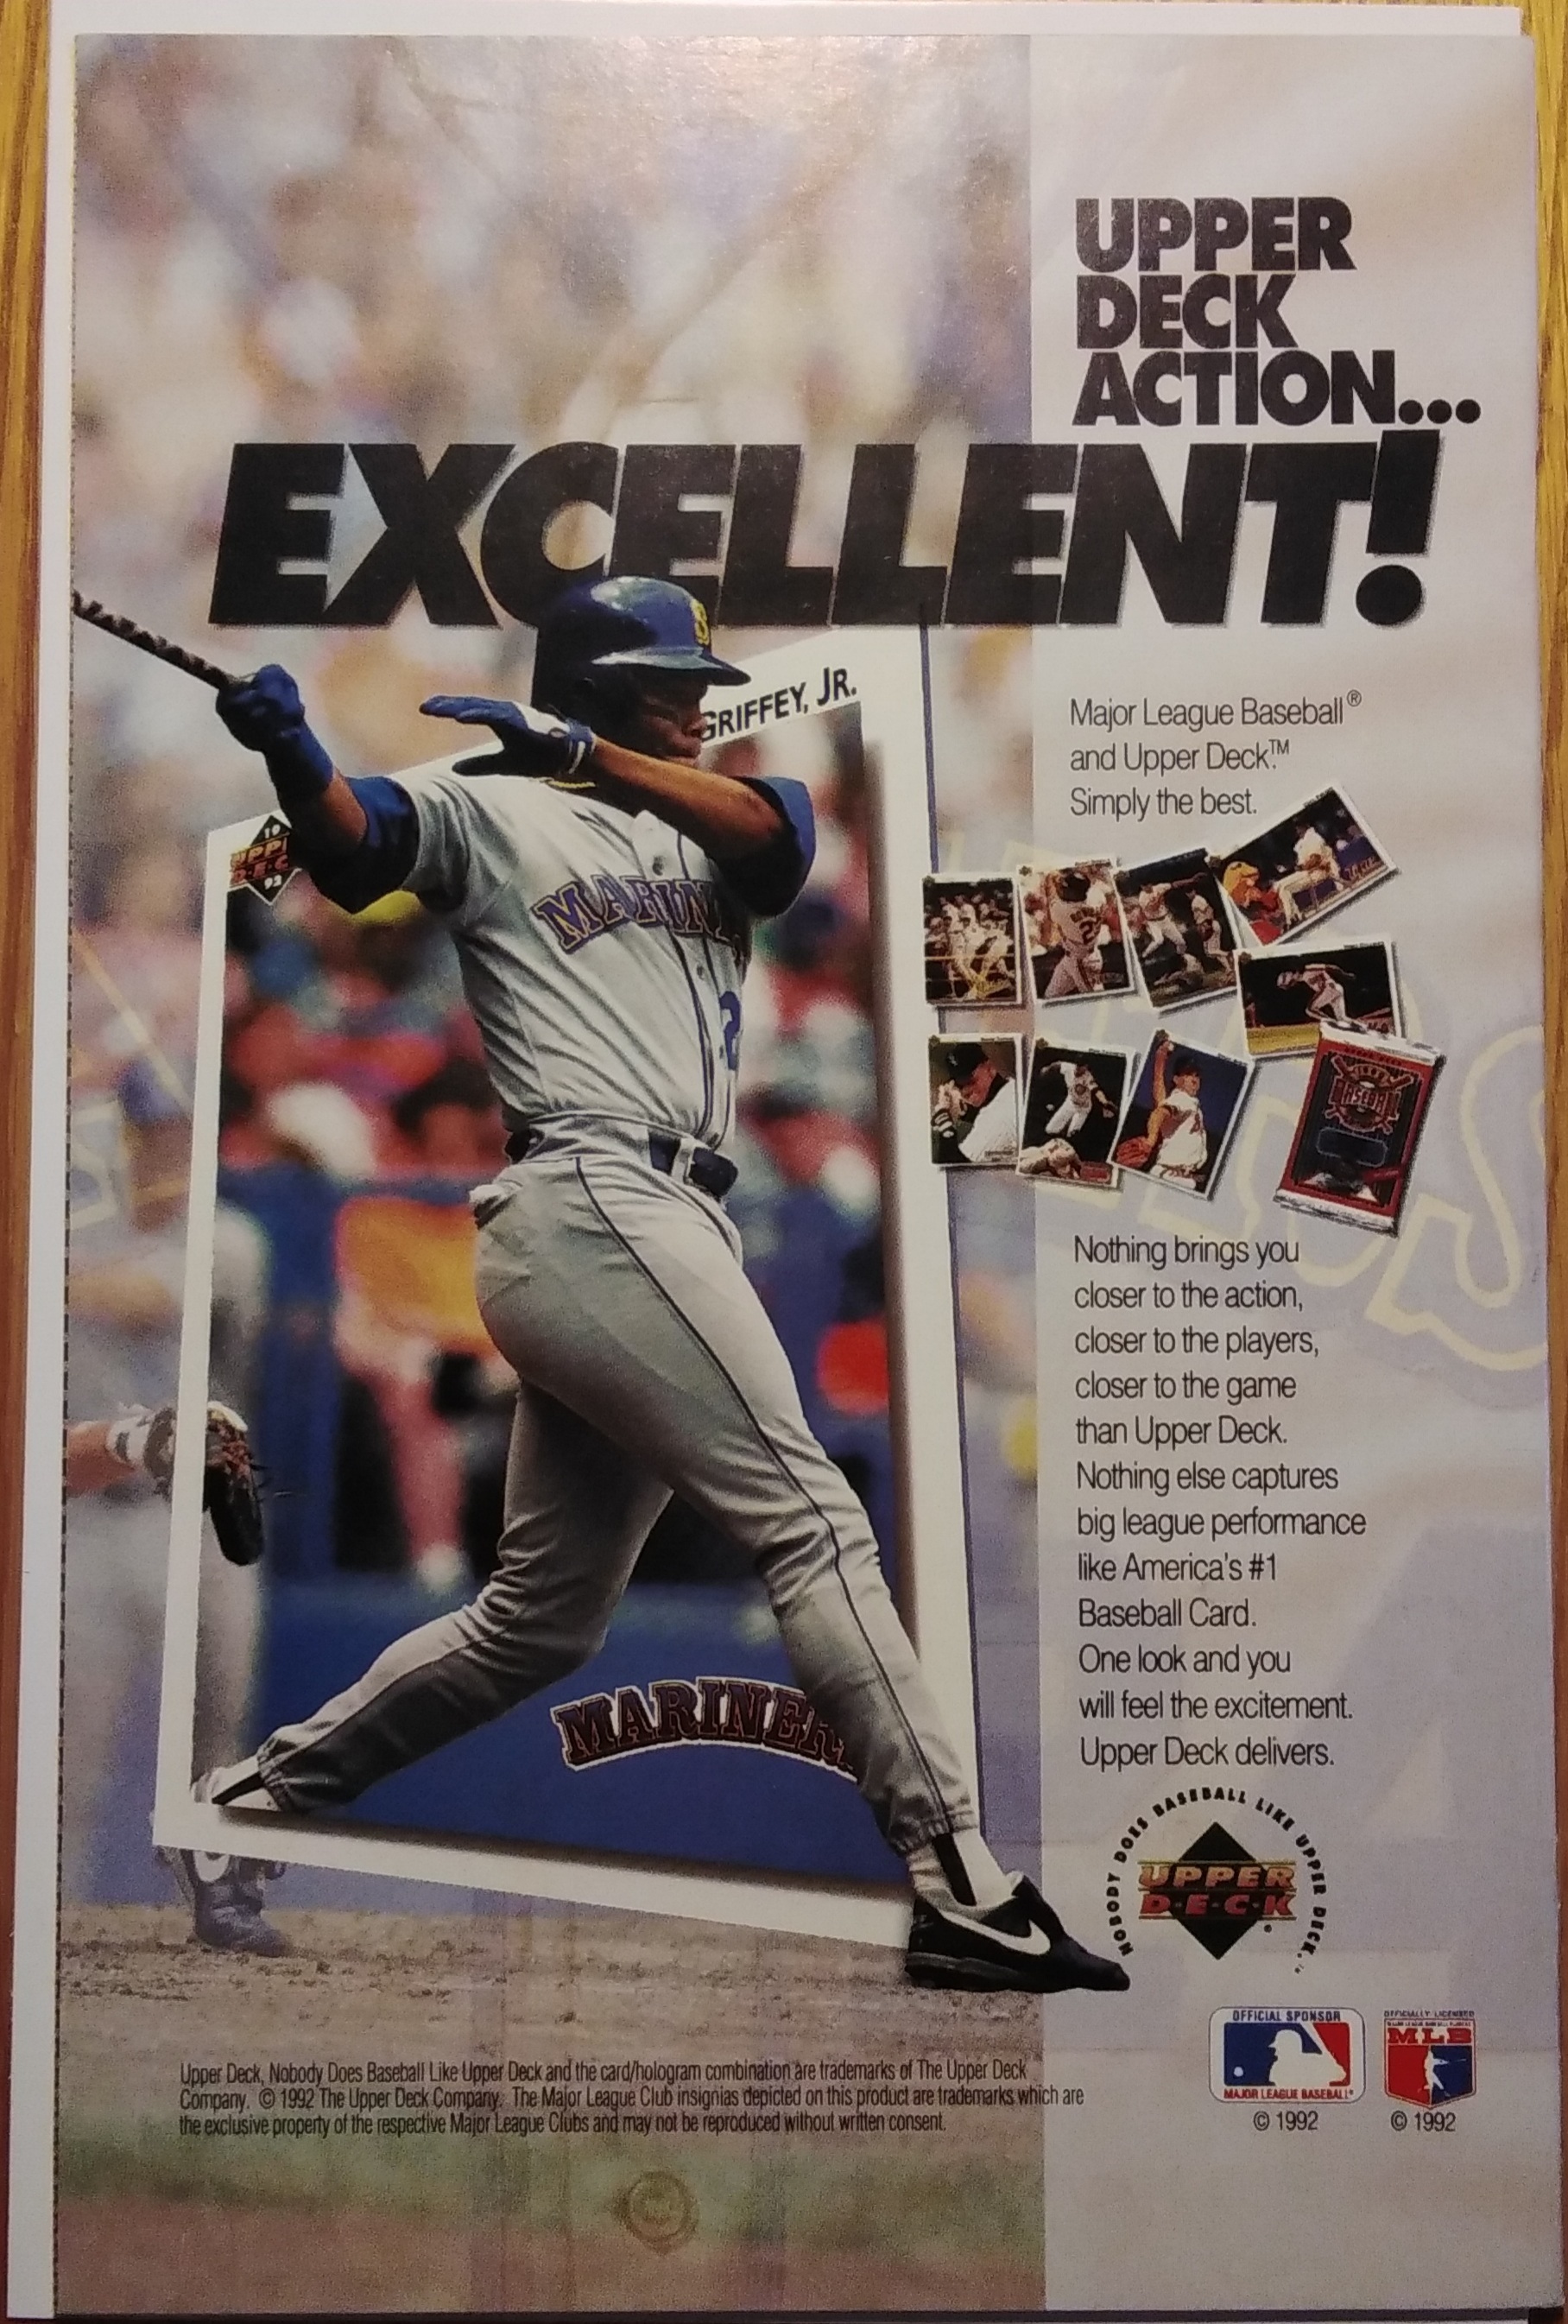 UPPER
DECK
ACTION...
EXCELLENT!
GRIFFEY, JR.
Major League Baseball®
and Upper Deck.™
Simply the best.
MARIN
2
Nothing brings you
closer to the action,
closer to the players,
closer to the game
than Upper Deck.
Nothing else captures
big league performance
like America's #1
Baseball Card.
One look and you
will feel the excitement.
Upper Deck delivers.
MARINER
NOBODY DOES BASEBALL LIKE UPPER DECK.
UPPER
D·E·C·K
OFFICIAL SPONSOR
MAJOR LEAGUE BASEBALL®
© 1992
OFFICIALLY LICENSED
MLB
© 1992
Upper Deck, Nobody Does Baseball Like Upper Deck and the card/hologram combination are trademarks of The Upper Deck
Company. © 1992 The Upper Deck Company. The Major League Club insignias depicted on this product are trademarks which are
the exclusive property of the respective Major League Clubs and may not be reproduced without written consent.